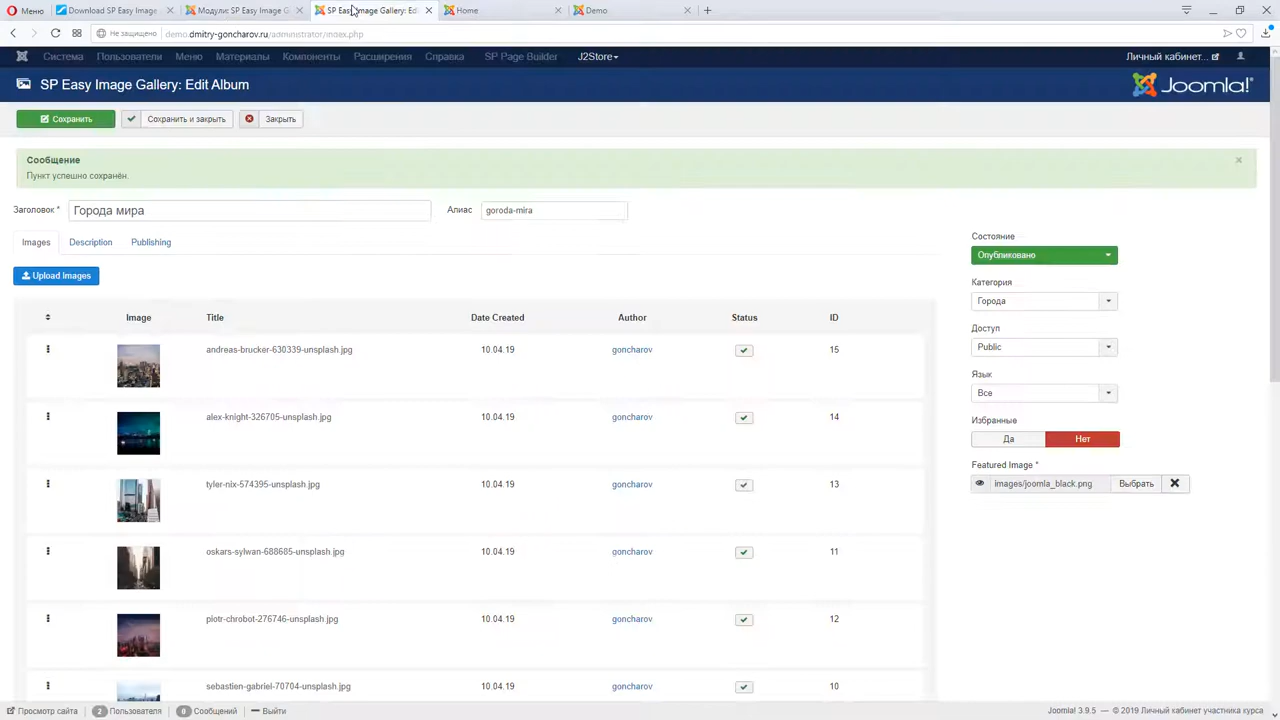 Меню
Download SP Easy Image
Модули: SP Easy Image G
SP Easy Image Gallery: Edi
Home
Demo
Не защищено
demo.dmitry-goncharov.ru/administrator/index.php
Система Пользователи Меню Материалы Компоненты Расширения Справка SP Page Builder J2Store
Личный кабинет...
SP Easy Image Gallery: Edit Album
Joomla!®
Сохранить
Сохранить и закрыть
Закрыть
Сообщение
Пункт успешно сохранён.
Заголовок *
Города мира
Алиас
goroda-mira
Images Description Publishing
Upload Images
Image Title Date Created Author Status ID
andreas-brucker-630339-unsplash.jpg 10.04.19 goncharov 15
alex-knight-326705-unsplash.jpg 10.04.19 goncharov 14
tyler-nix-574395-unsplash.jpg 10.04.19 goncharov 13
oskars-sylwan-688685-unsplash.jpg 10.04.19 goncharov 11
piotr-chrobot-276746-unsplash.jpg 10.04.19 goncharov 12
sebastien-gabriel-70704-unsplash.jpg 10.04.19 goncharov 10
Состояние
Опубликовано
Категория
Города
Доступ
Public
Язык
Все
Избранные
Да Нет
Featured Image *
images/joomla_black.png
Выбрать
Просмотр сайта
2 Пользователя
0 Сообщений
Выйти
Joomla! 3.9.5 — © 2019 Личный кабинет участника курса